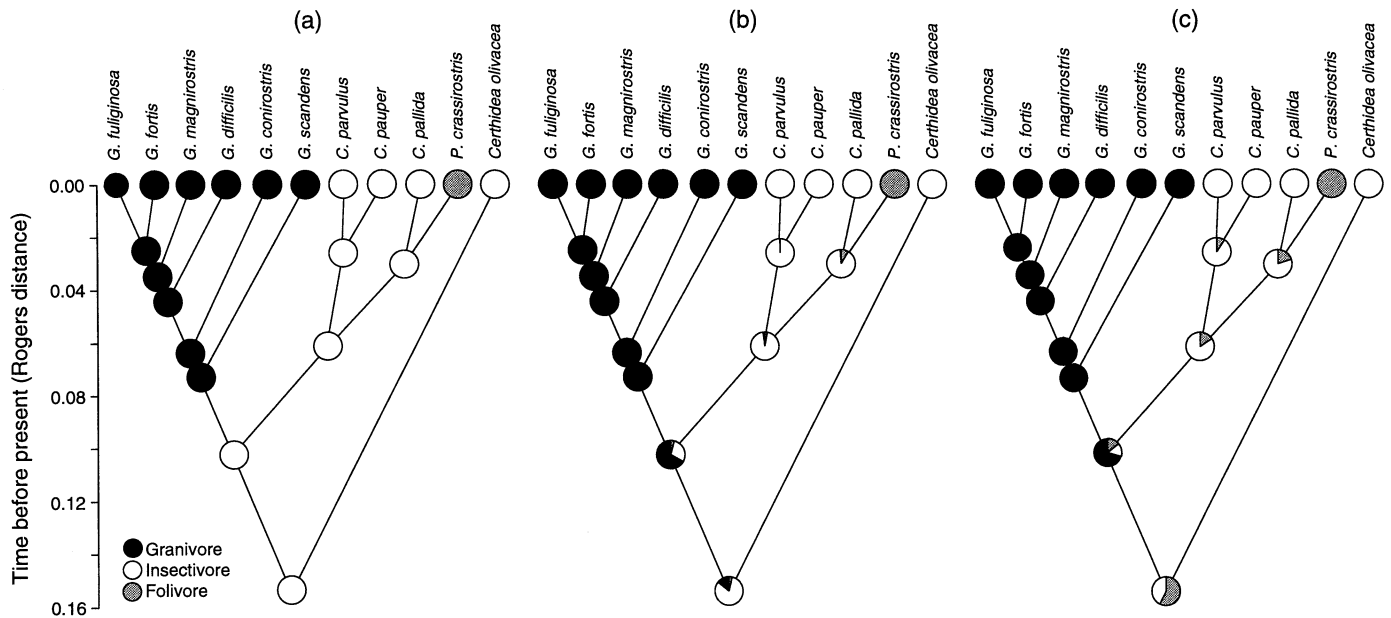 (a)
(b)
(c)
G. fuliginosa
G. fortis
G. magnirostris
G. difficilis
G. conirostris
G. scandens
C. parvulus
C. pauper
C. pallida
P. crassirostris
Certhidea olivacea
G. fuliginosa
G. fortis
G. magnirostris
G. difficilis
G. conirostris
G. scandens
C. parvulus
C. pauper
C. pallida
P. crassirostris
Certhidea olivacea
G. fuliginosa
G. fortis
G. magnirostris
G. difficilis
G. conirostris
G. scandens
C. parvulus
C. pauper
C. pallida
P. crassirostris
Certhidea olivacea
Time before present (Rogers distance)
0.00
0.04
0.08
0.12
0.16
Granivore
Insectivore
Folivore